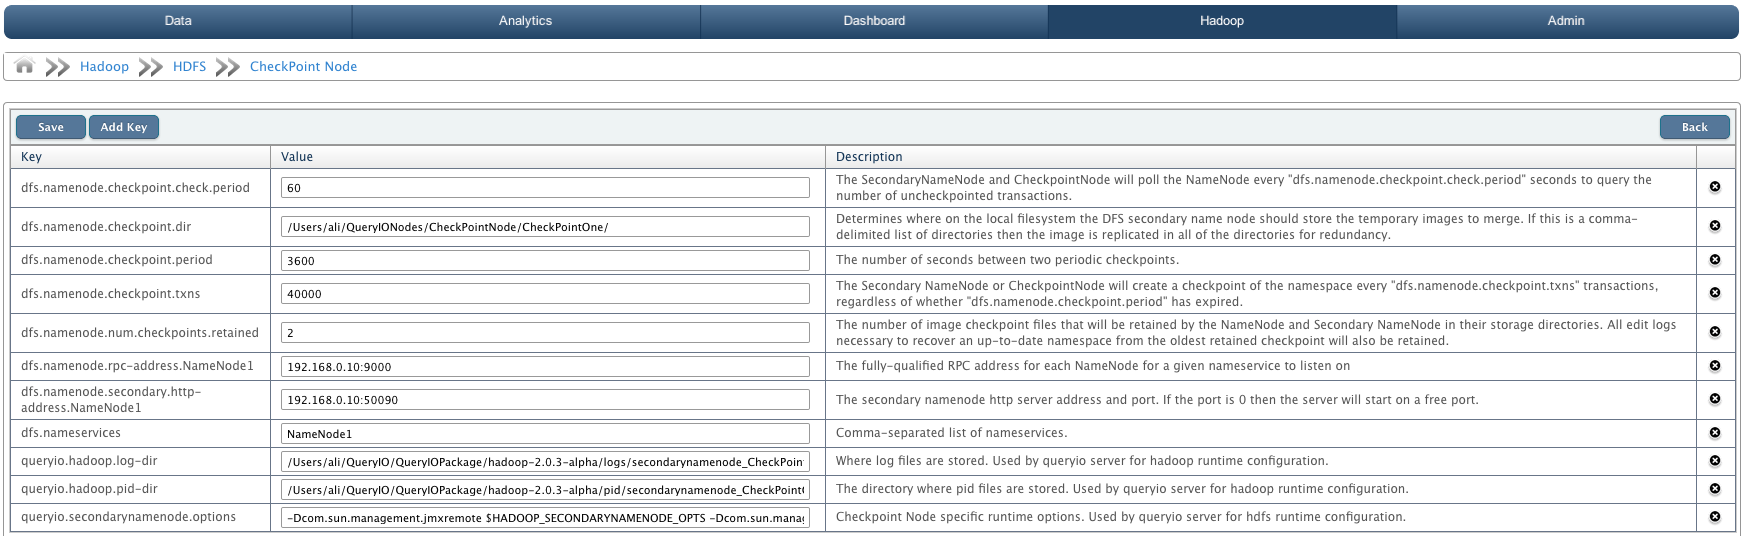 Data Analytics Dashboard Hadoop Admin
Hadoop HDFS CheckPoint Node
Save Add Key Back
Key Value Description
dfs.namenode.checkpoint.check.period 60 The SecondaryNameNode and CheckpointNode will poll the NameNode every "dfs.namenode.checkpoint.check.period" seconds to query the
number of uncheckpointed transactions.
dfs.namenode.checkpoint.dir /Users/ali/QueryIONodes/CheckPointNode/CheckPointOne/ Determines where on the local filesystem the DFS secondary name node should store the temporary images to merge. If this is a comma-
delimited list of directories then the image is replicated in all of the directories for redundancy.
dfs.namenode.checkpoint.period 3600 The number of seconds between two periodic checkpoints.
dfs.namenode.checkpoint.txns 40000 The Secondary NameNode or CheckpointNode will create a checkpoint of the namespace every "dfs.namenode.checkpoint.txns" transactions,
regardless of whether "dfs.namenode.checkpoint.period" has expired.
dfs.namenode.num.checkpoints.retained 2 The number of image checkpoint files that will be retained by the NameNode and Secondary NameNode in their storage directories. All edit logs
necessary to recover an up-to-date namespace from the oldest retained checkpoint will also be retained.
dfs.namenode.rpc-address.NameNode1 192.168.0.10:9000 The fully-qualified RPC address for each NameNode for a given nameservice to listen on
dfs.namenode.secondary.http-
address.NameNode1 192.168.0.10:50090 The secondary namenode http server address and port. If the port is 0 then the server will start on a free port.
dfs.nameservices NameNode1 Comma-separated list of nameservices.
queryio.hadoop.log-dir /Users/ali/QueryIO/QueryIOPackage/hadoop-2.0.3-alpha/logs/secondarynamenode_CheckPoin Where log files are stored. Used by queryio server for hadoop runtime configuration.
queryio.hadoop.pid-dir /Users/ali/QueryIO/QueryIOPackage/hadoop-2.0.3-alpha/pid/secondarynamenode_CheckPoint The directory where pid files are stored. Used by queryio server for hadoop runtime configuration.
queryio.secondarynamenode.options -Dcom.sun.management.jmxremote $HADOOP_SECONDARYNAMENODE_OPTS -Dcom.sun.mana Checkpoint Node specific runtime options. Used by queryio server for hdfs runtime configuration.